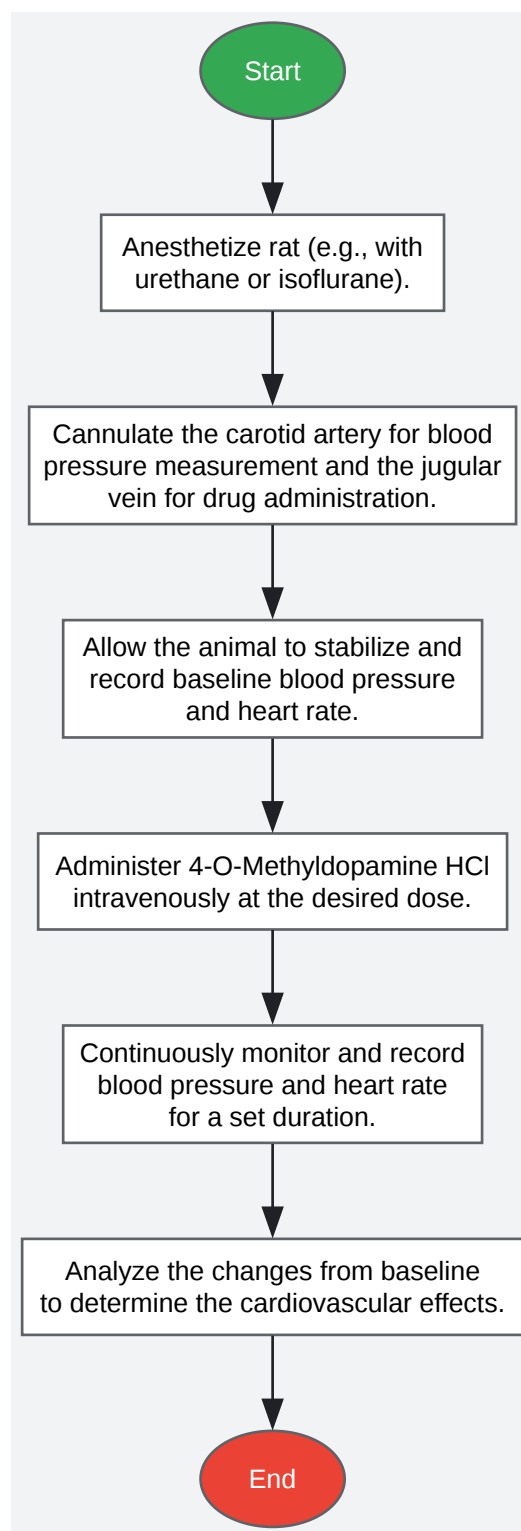 Start
Anesthetize rat (e.g., with
urethane or isoflurane).
Cannulate the carotid artery for blood
pressure measurement and the jugular
vein for drug administration.
Allow the animal to stabilize and
record baseline blood pressure
and heart rate.
Administer 4-O-Methyldopamine HCl
intravenously at the desired dose.
Continuously monitor and record
blood pressure and heart rate
for a set duration.
Analyze the changes from baseline
to determine the cardiovascular effects.
End